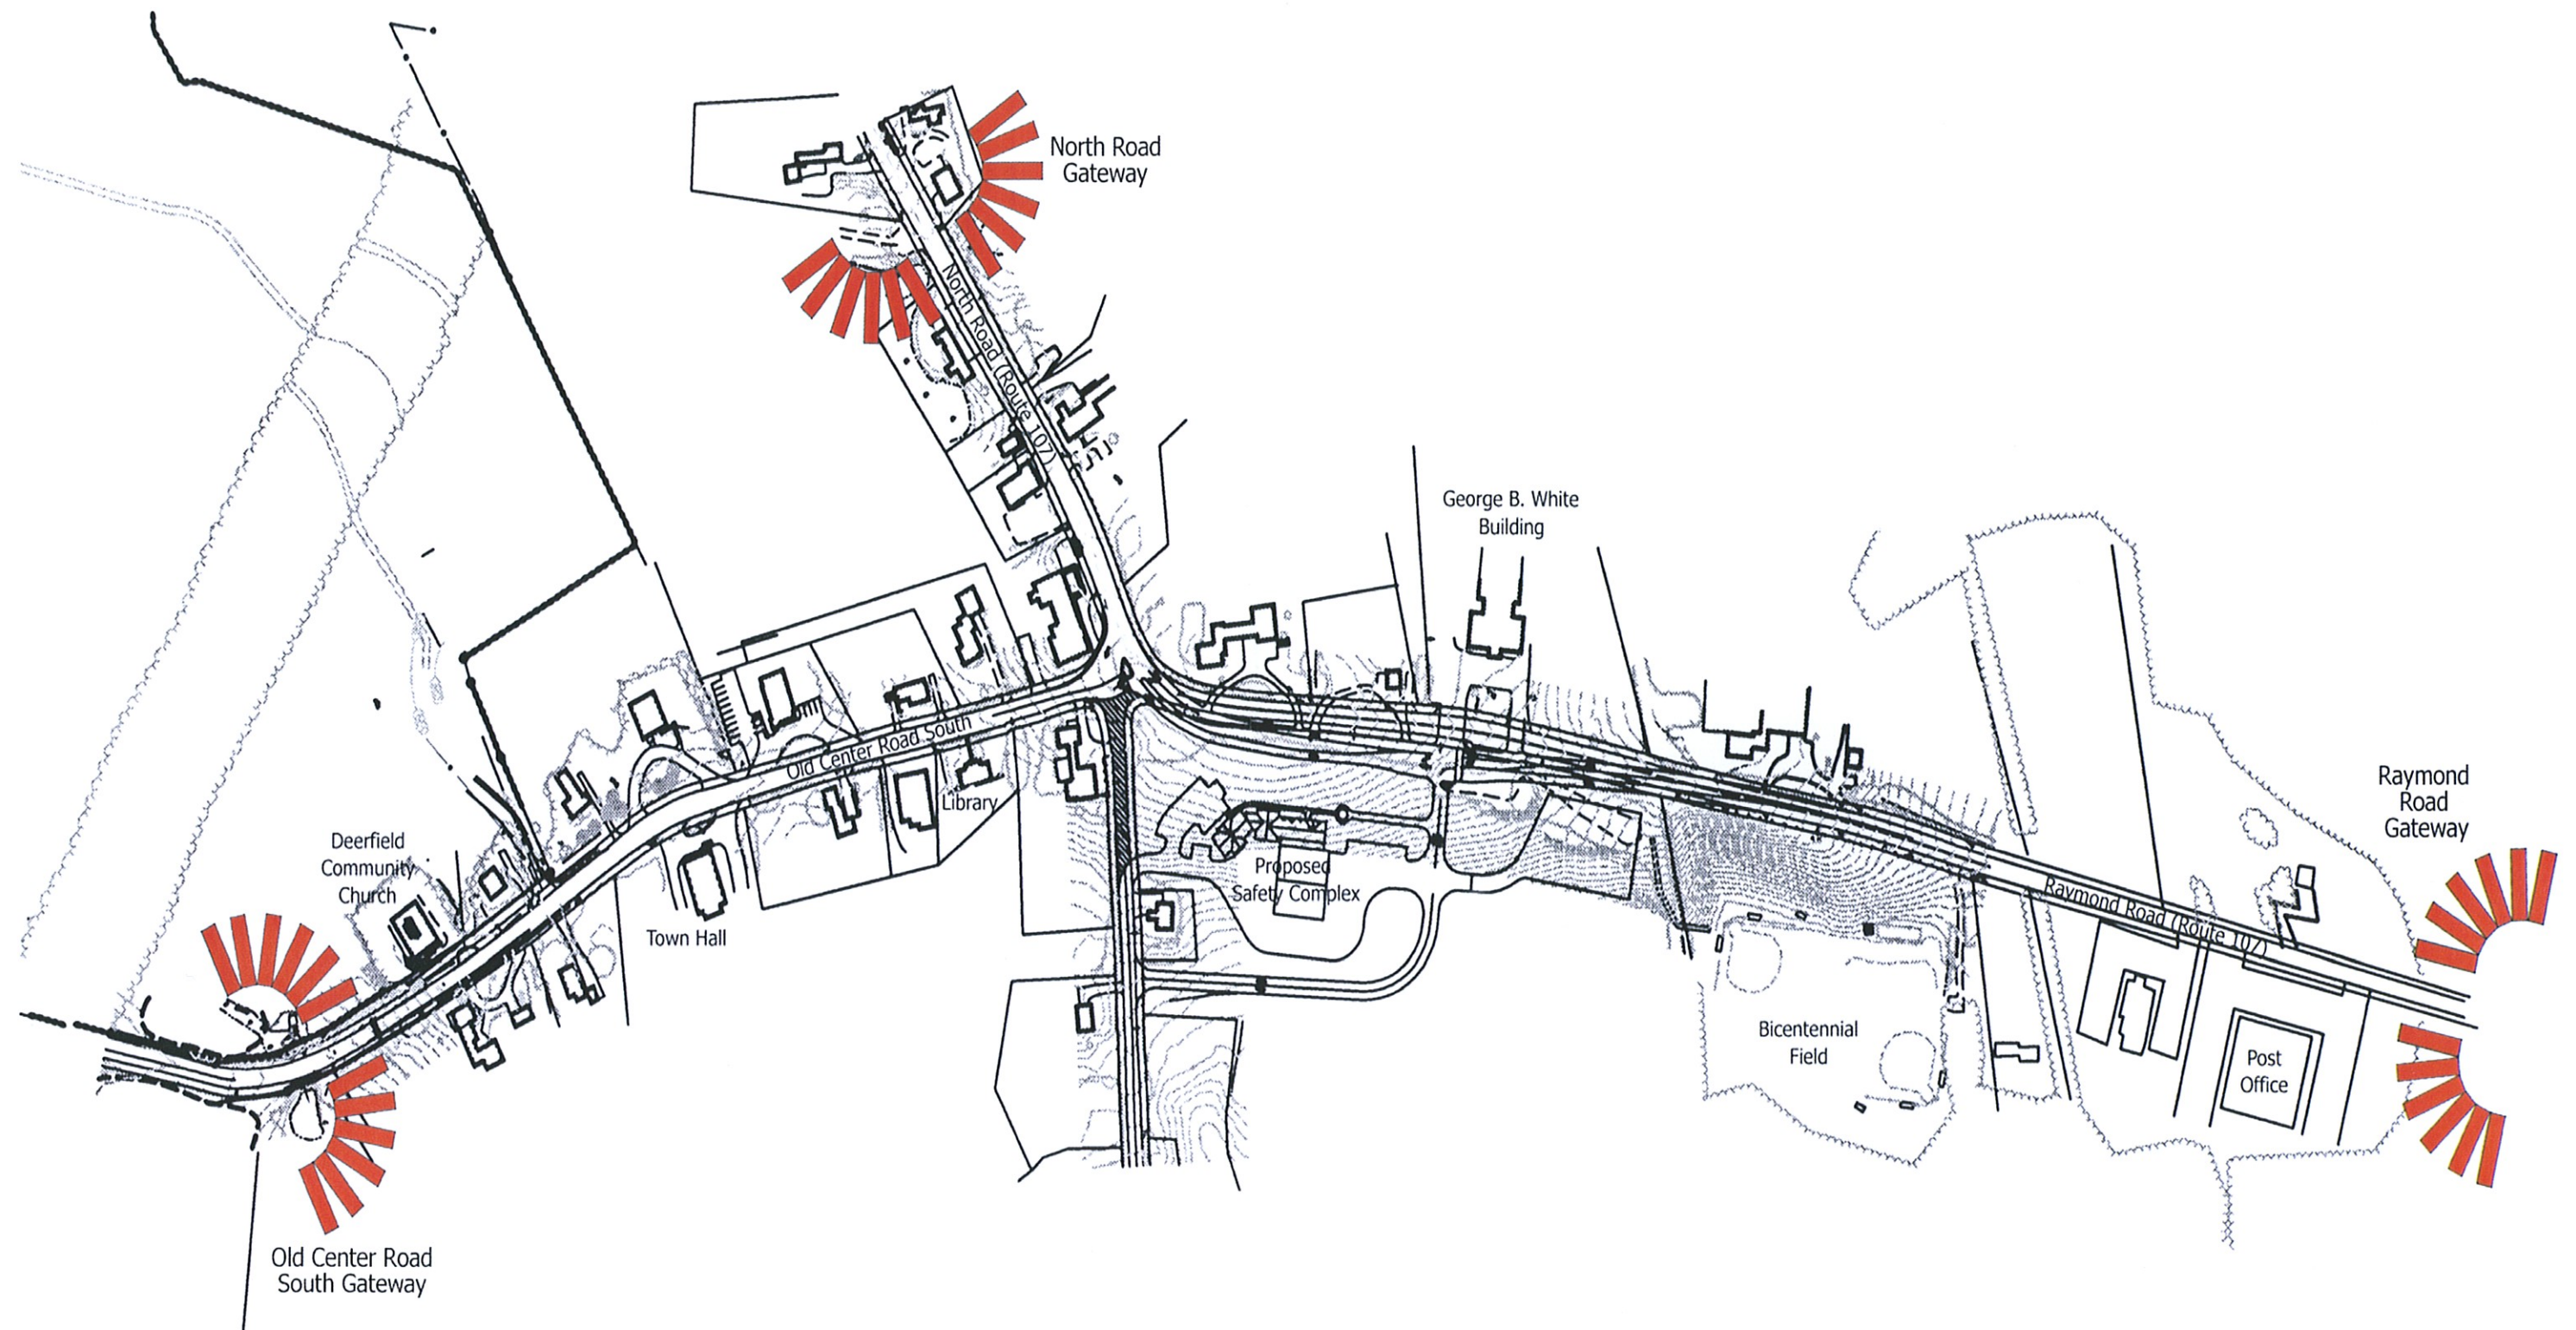 North Road
Gateway
North Road (Route 107)
George B. White
Building
Old Center Road South
Library
Raymond
Road
Gateway
Deerfield
Community
Church
Proposed
Safety Complex
Raymond Road (Route 107)
Town Hall
Bicentennial
Field
Post
Office
Old Center Road
South Gateway